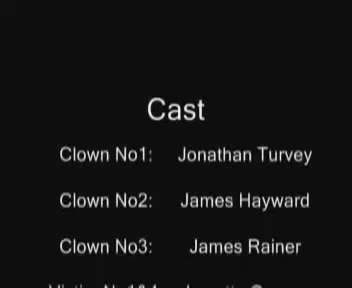 Cast
Clown No1: Jonathan Turvey
Clown No2: James Hayward
Clown No3: James Rainer